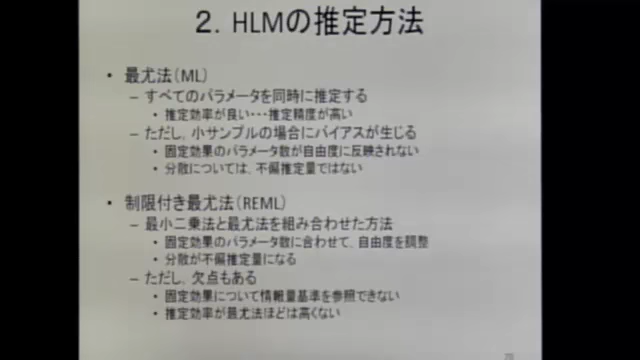 2. HLMの推定方法
・ 最尤法(ML)
– すべてのパラメータを同時に推定する
・ 推定効率が良い・・・推定精度が高い
– ただし,小サンプルの場合にバイアスが生じる
・ 固定効果のパラメータ数が自由度に反映されない
・ 分散については,不偏推定量ではない
・ 制限付き最尤法(REML)
– 最小二乗法と最尤法を組み合わせた方法
・ 固定効果のパラメータ数に合わせて,自由度を調整
・ 分散が不偏推定量になる
– ただし,欠点もある
・ 固定効果について情報量基準を参照できない
・ 推定効率が最尤法ほどは高くない